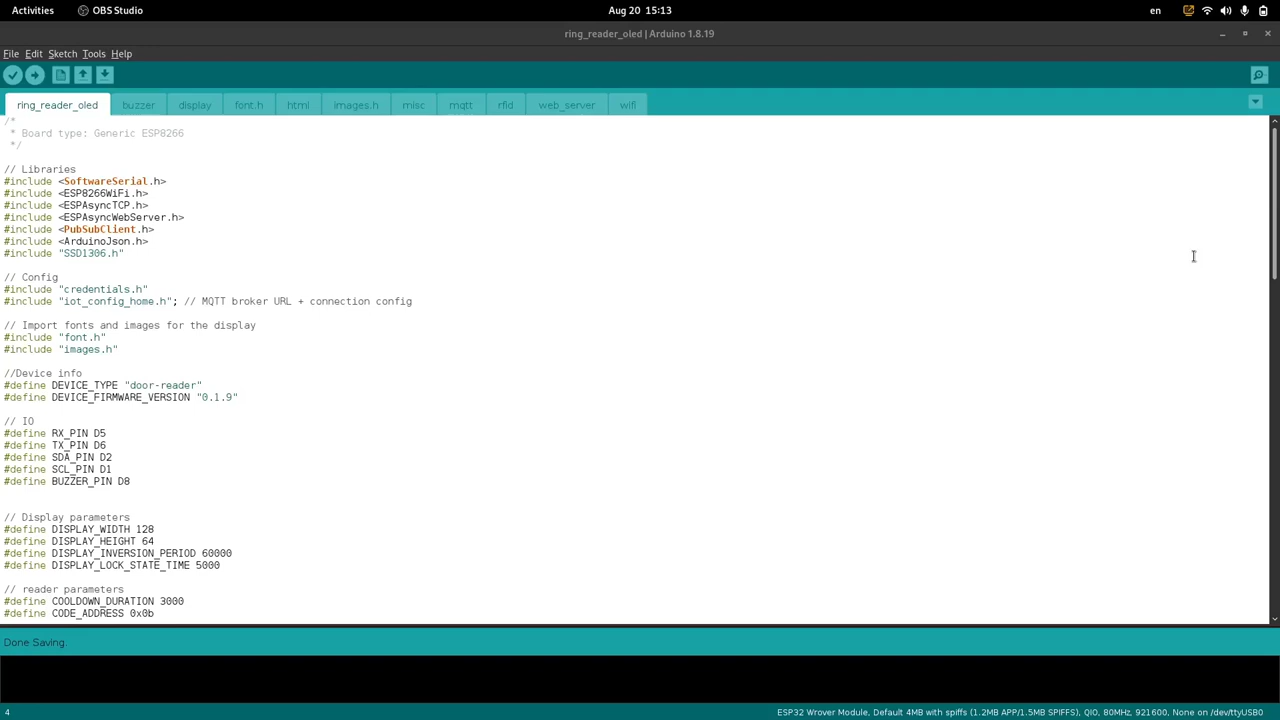 Activities OBS Studio Aug 20 15:13 en
ring_reader_oled | Arduino 1.8.19
File Edit Sketch Tools Help
ring_reader_oled buzzer display font.h html images.h misc mqtt rfid web_server wifi
/*
* Board type: Generic ESP8266
*/
// Libraries
#include <SoftwareSerial.h>
#include <ESP8266WiFi.h>
#include <ESPAsyncTCP.h>
#include <ESPAsyncWebServer.h>
#include <PubSubClient.h>
#include <ArduinoJson.h>
#include "SSD1306.h"
// Config
#include "credentials.h"
#include "iot_config_home.h"; // MQTT broker URL + connection config
// Import fonts and images for the display
#include "font.h"
#include "images.h"
//Device info
#define DEVICE_TYPE "door-reader"
#define DEVICE_FIRMWARE_VERSION "0.1.9"
// IO
#define RX_PIN D5
#define TX_PIN D6
#define SDA_PIN D2
#define SCL_PIN D1
#define BUZZER_PIN D8
// Display parameters
#define DISPLAY_WIDTH 128
#define DISPLAY_HEIGHT 64
#define DISPLAY_INVERSION_PERIOD 60000
#define DISPLAY_LOCK_STATE_TIME 5000
// reader parameters
#define COOLDOWN_DURATION 3000
#define CODE_ADDRESS 0x0b
Done Saving.
4 ESP32 Wrover Module, Default 4MB with spiffs (1.2MB APP/1.5MB SPIFFS), QIO, 80MHz, 921600, None on /dev/ttyUSB0